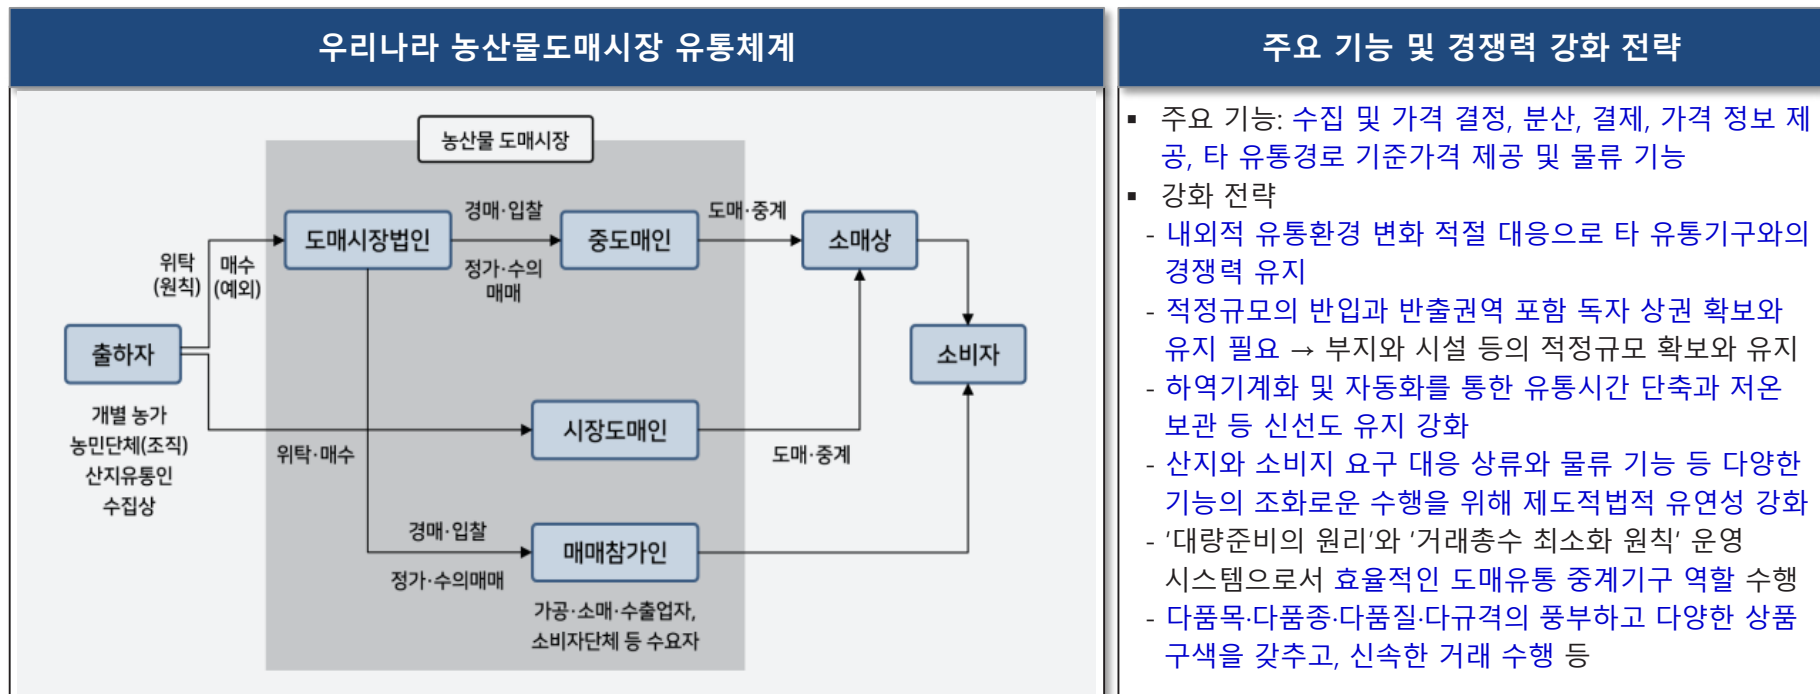 우리나라 농산물도매시장 유통체계
농산물 도매시장
경매·입찰
도매·중계
도매시장법인
중도매인
소매상
위탁
(원칙)
매수
(예외)
정가·수의
매매
출하자
소비자
개별 농가
농민단체(조직)
산지유통인
수집상
시장도매인
위탁·매수
도매·중계
경매·입찰
매매참가인
정가·수의매매
가공·소매·수출업자,
소비자단체 등 수요자
주요 기능 및 경쟁력 강화 전략
▪ 주요 기능: 수집 및 가격 결정, 분산, 결제, 가격 정보 제
공, 타 유통경로 기준가격 제공 및 물류 기능
▪ 강화 전략
- 내외적 유통환경 변화 적절 대응으로 타 유통기구와의
경쟁력 유지
- 적정규모의 반입과 반출권역 포함 독자 상권 확보와
유지 필요 → 부지와 시설 등의 적정규모 확보와 유지
- 하역기계화 및 자동화를 통한 유통시간 단축과 저온
보관 등 신선도 유지 강화
- 산지와 소비지 요구 대응 상류와 물류 기능 등 다양한
기능의 조화로운 수행을 위해 제도적법적 유연성 강화
- '대량준비의 원리'와 '거래총수 최소화 원칙' 운영
시스템으로서 효율적인 도매유통 중계기구 역할 수행
- 다품목·다품종·다품질·다규격의 풍부하고 다양한 상품
구색을 갖추고, 신속한 거래 수행 등